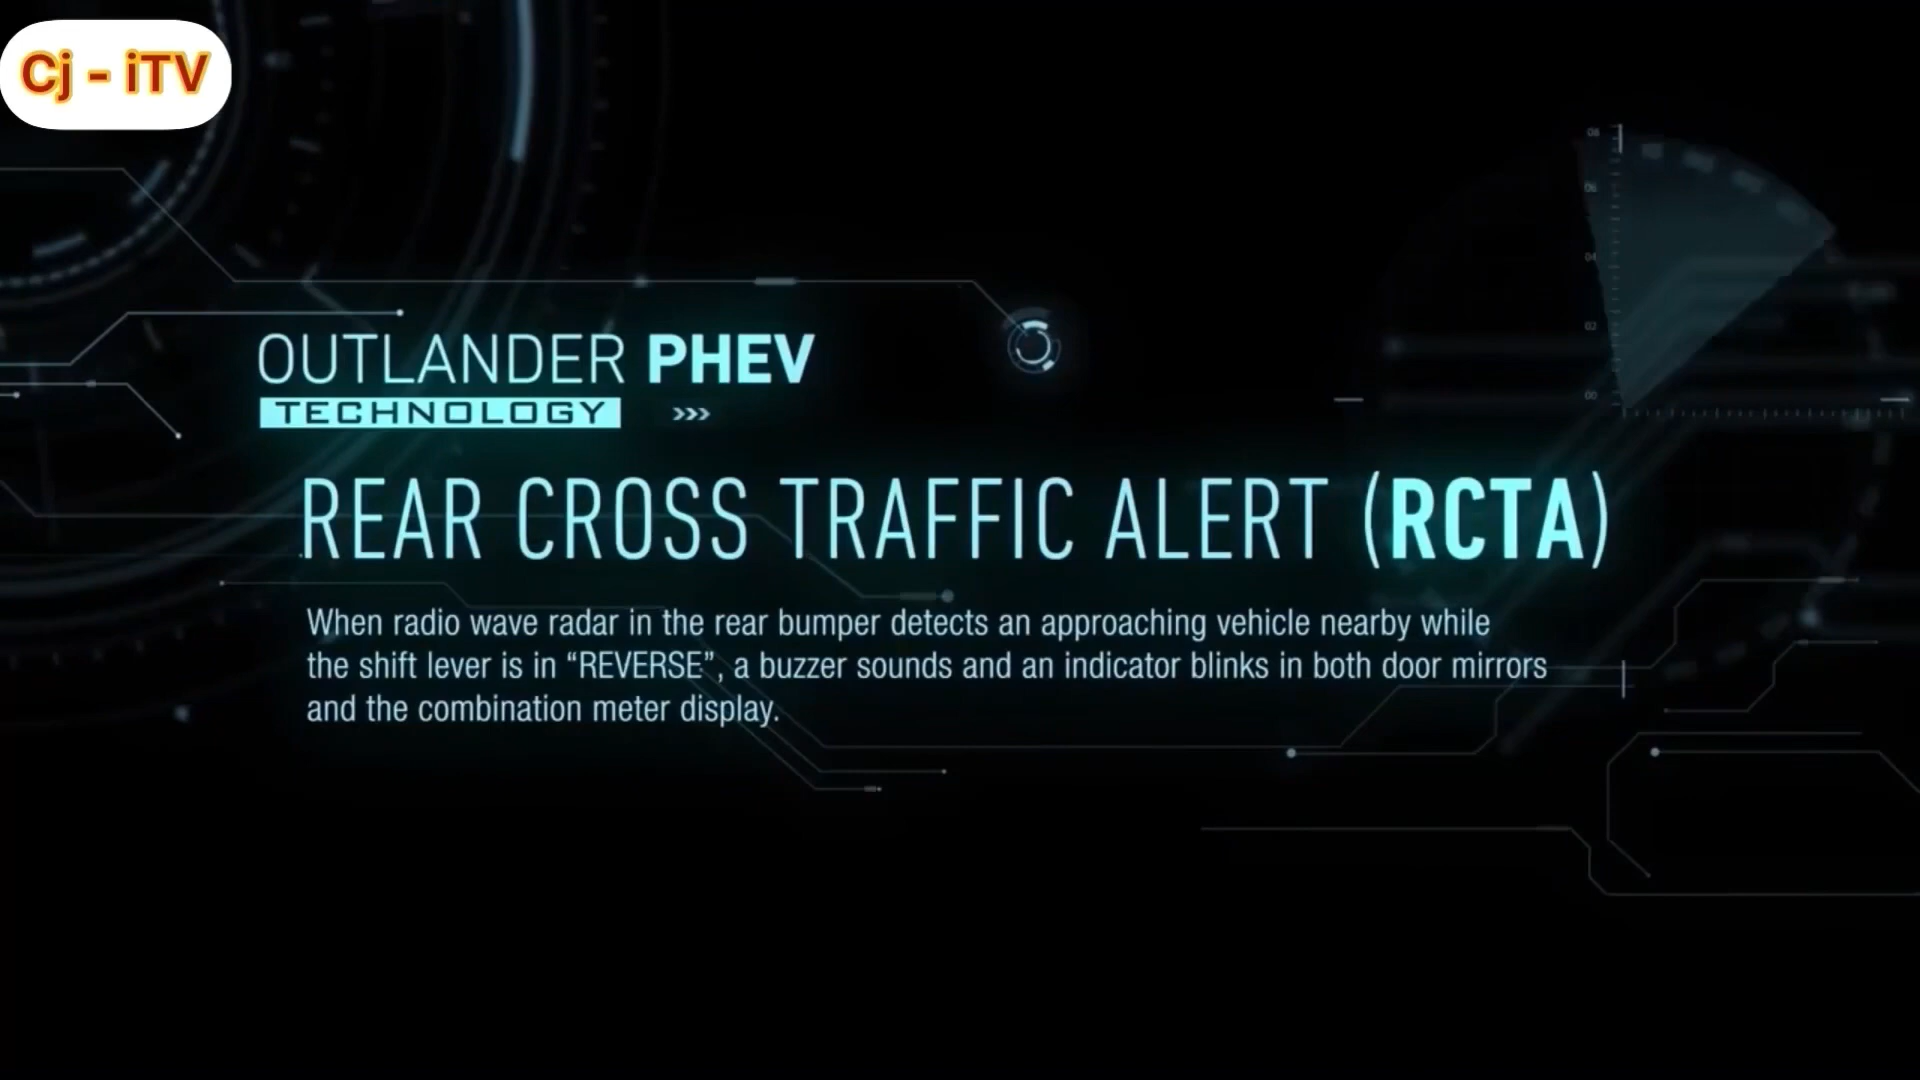 Cj - iTV
OUTLANDER PHEV
TECHNOLOGY >>>
REAR CROSS TRAFFIC ALERT (RCTA)
When radio wave radar in the rear bumper detects an approaching vehicle nearby while
the shift lever is in “REVERSE”, a buzzer sounds and an indicator blinks in both door mirrors
and the combination meter display.